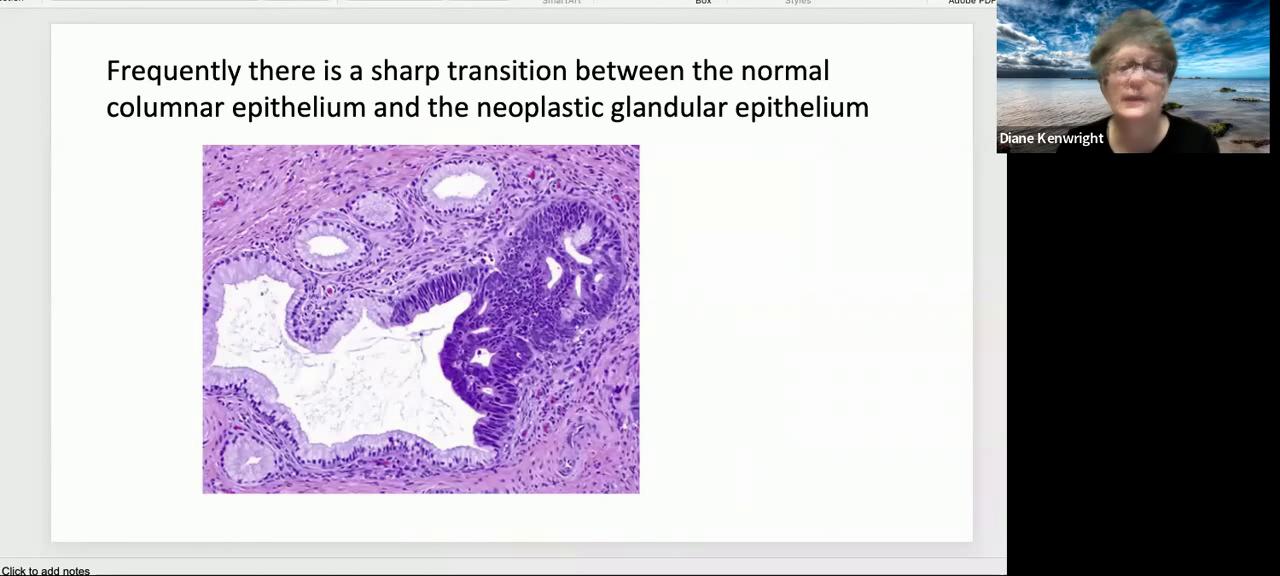 SmartArt
Box
Styles
Adobe PDF
Frequently there is a sharp transition between the normal
columnar epithelium and the neoplastic glandular epithelium
Diane Kenwright
Click to add notes